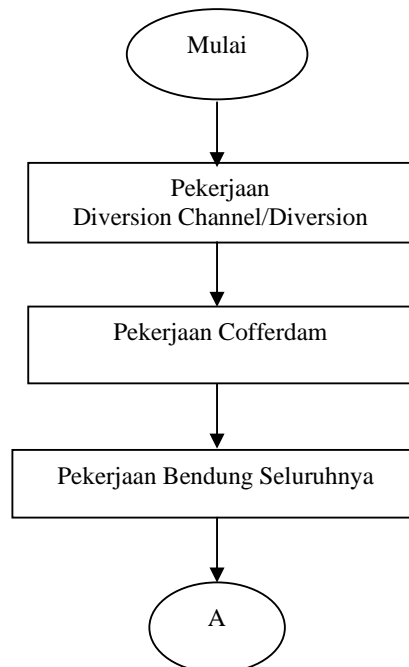 Mulai
Pekerjaan
Diversion Channel/Diversion
Pekerjaan Cofferdam
Pekerjaan Bendung Seluruhnya
A